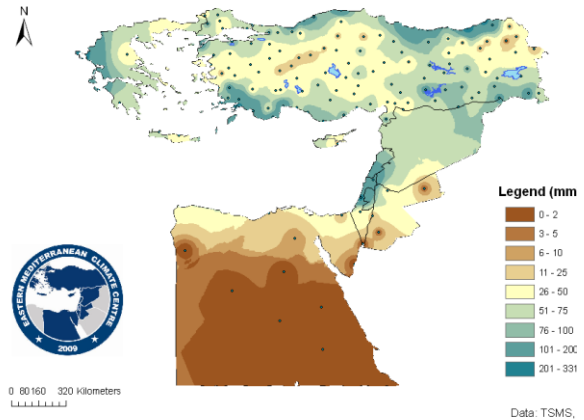 N
Legend (mm
0 - 2
3 - 5
6 - 10
11 - 25
26 - 50
51 - 75
76 - 100
101 - 200
201 - 331
EASTERN MEDITERRANEAN CLIMATE CENTRE
2009
0 80160 320 Kilometers
Data: TSMS,